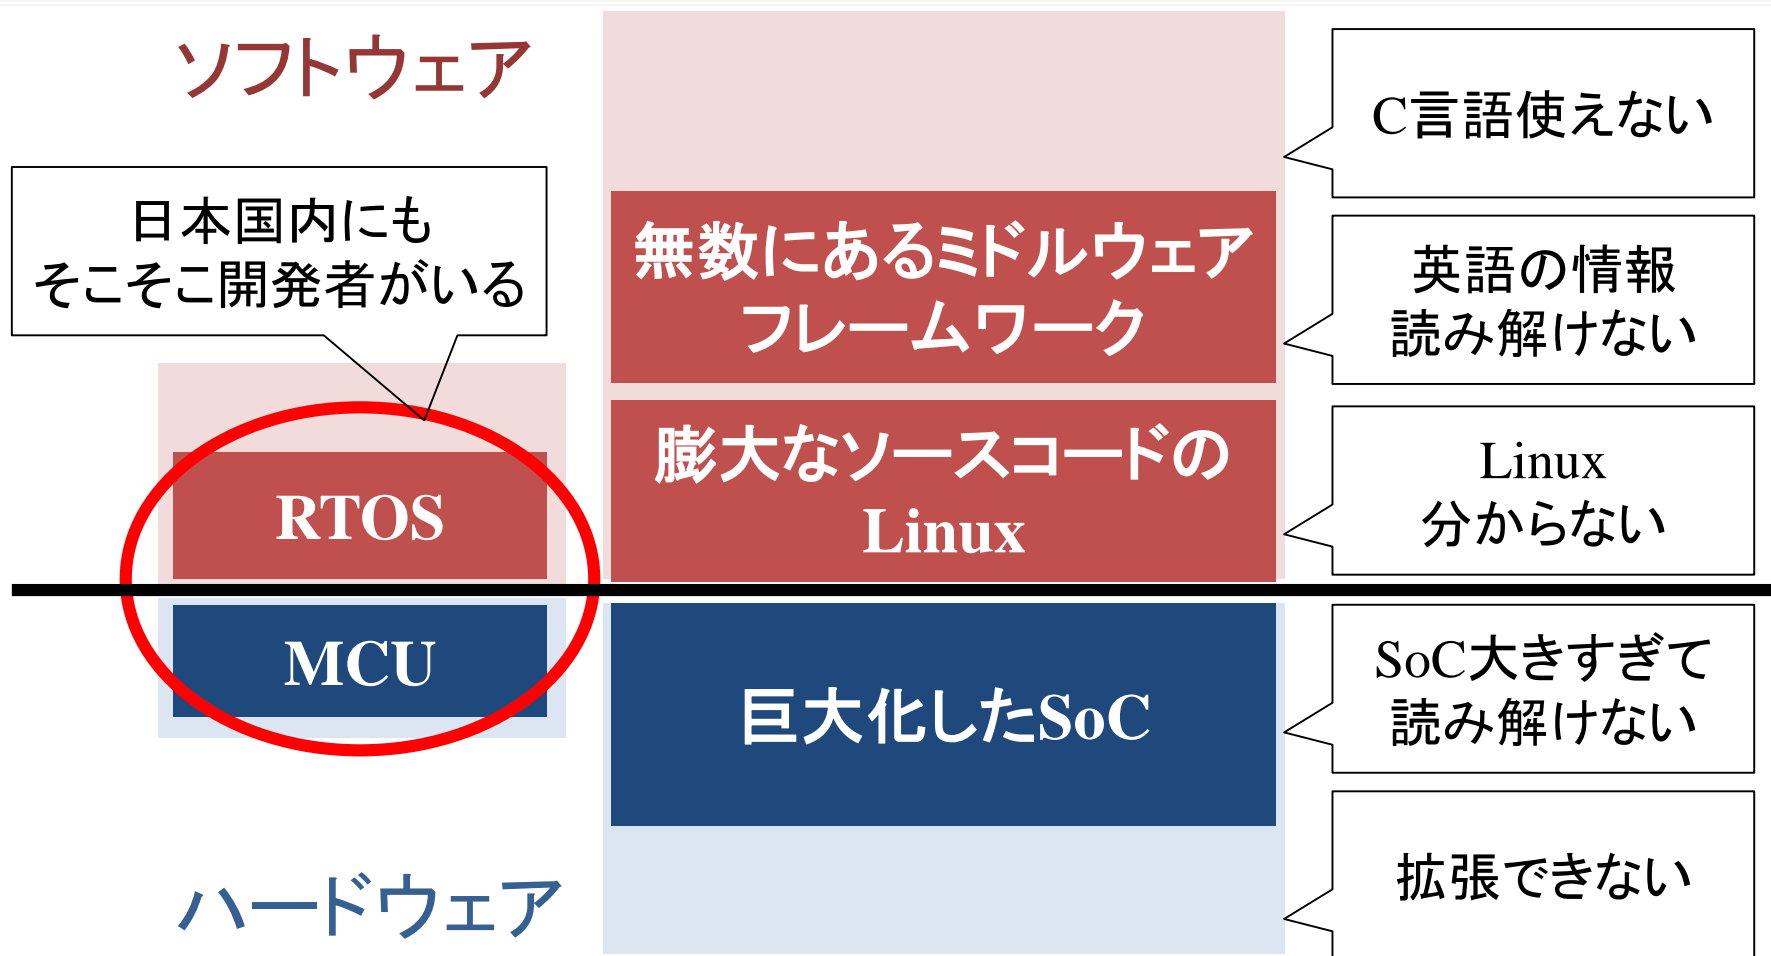 ソフトウェア
日本国内にも
そこそこ開発者がいる
RTOS
MCU
ハードウェア
無数にあるミドルウェア
フレームワーク
膨大なソースコードの
Linux
巨大化したSoC
C言語使えない
英語の情報
読み解けない
Linux
分からない
SoC大きすぎて
読み解けない
拡張できない